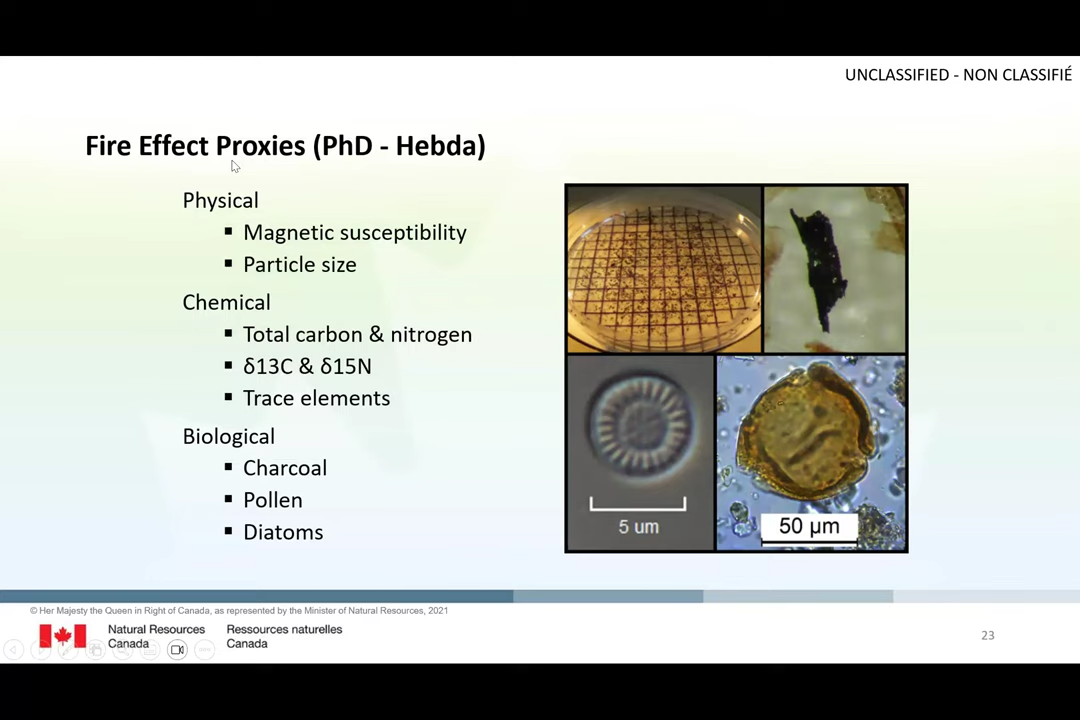 UNCLASSIFIED - NON CLASSIFIÉ
Fire Effect Proxies (PhD - Hebda)
Physical
▪ Magnetic susceptibility
▪ Particle size
Chemical
▪ Total carbon & nitrogen
▪ δ13C & δ15N
▪ Trace elements
Biological
▪ Charcoal
▪ Pollen
▪ Diatoms
5 um
50 µm
© Her Majesty the Queen in Right of Canada, as represented by the Minister of Natural Resources, 2021
Natural Resources
Canada
Ressources naturelles
Canada
23